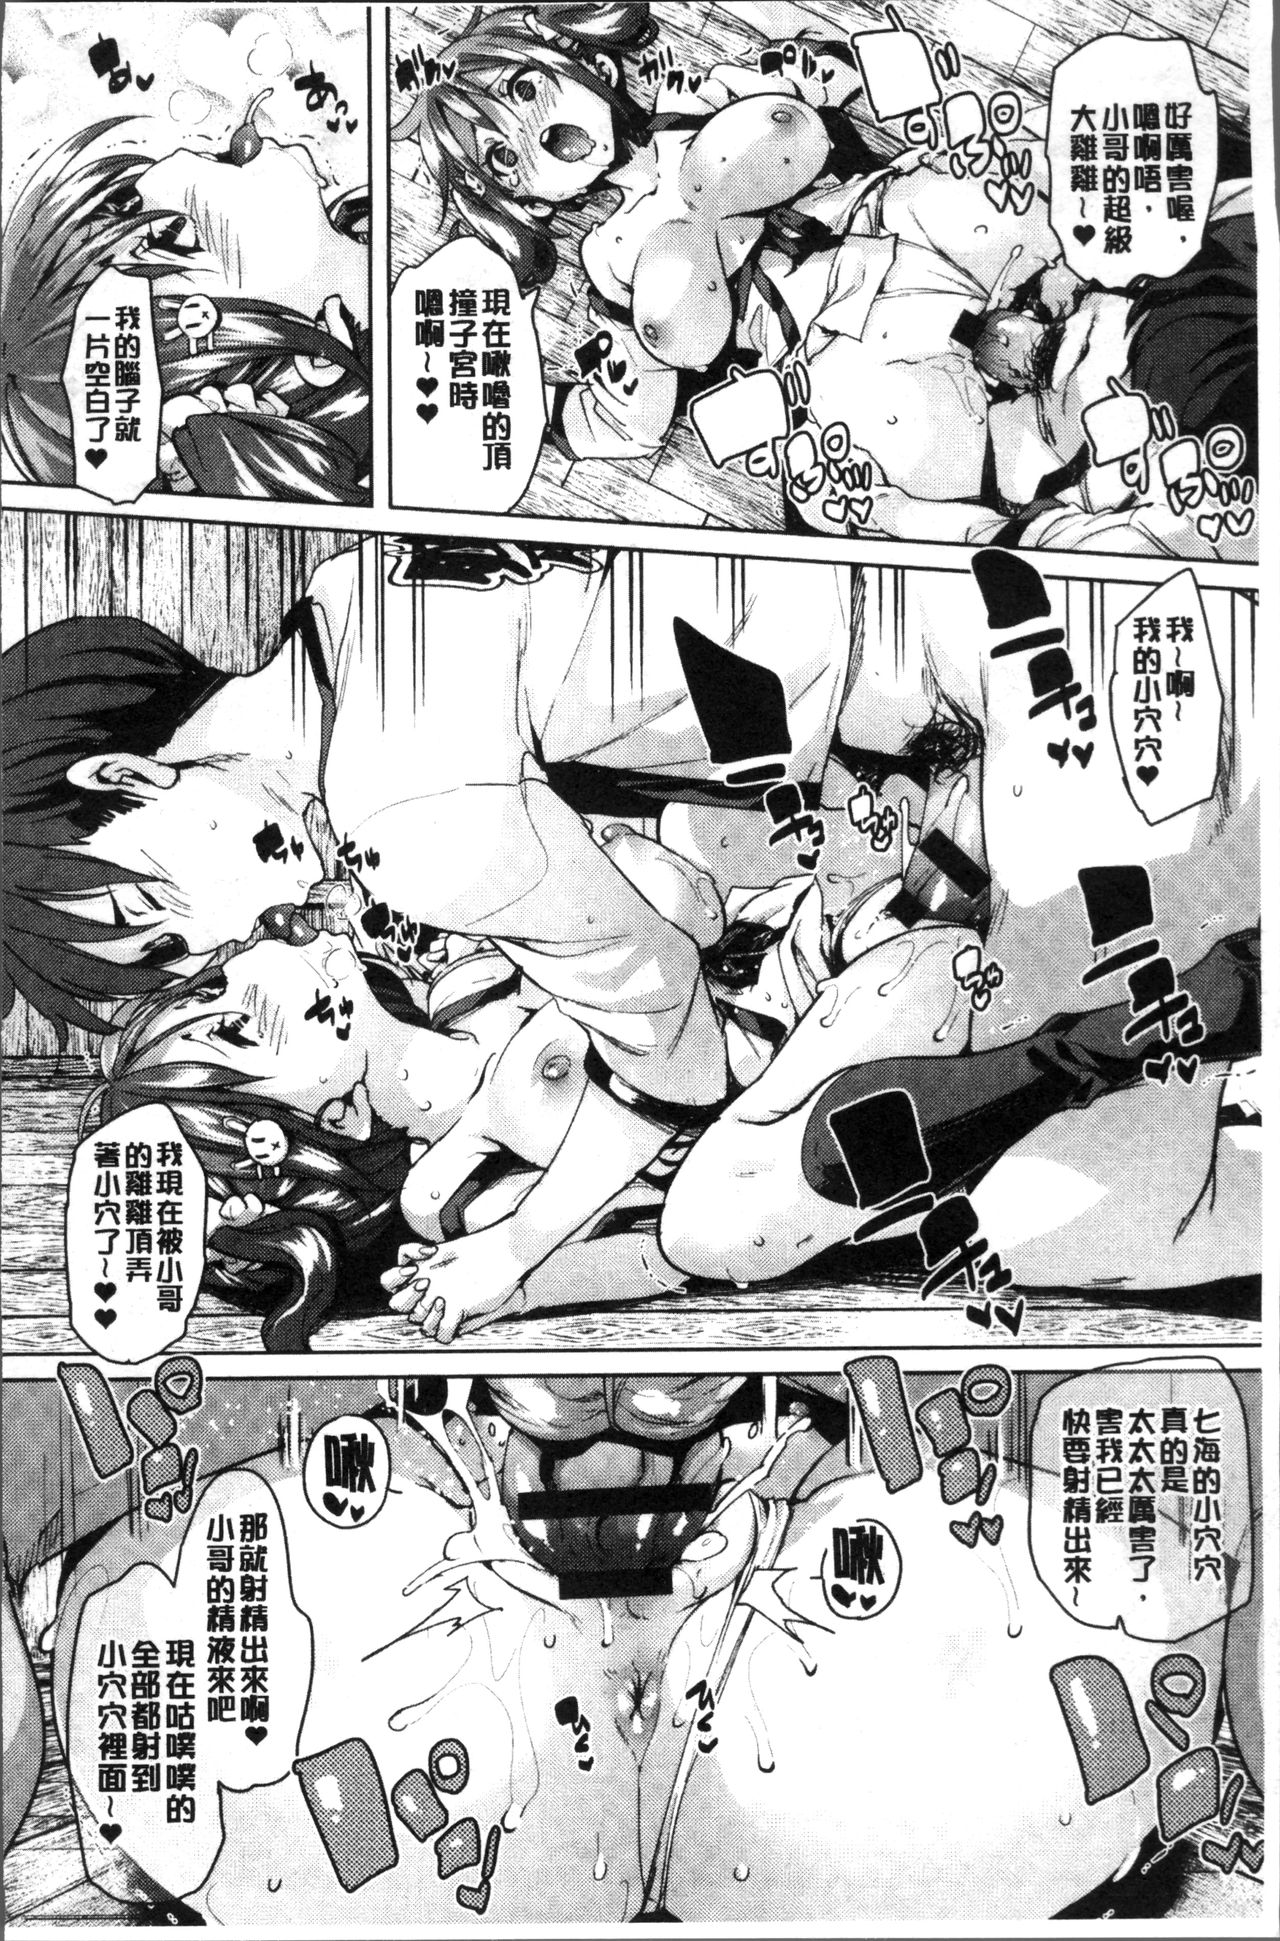 好厲害喔，
嗯啊唔，
小哥的超級
大雞雞～♥
現在啾嚕的頂
撞子宮時
嗯啊～♥♥
我的腦子就
一片空白了♥
我～啊～
我的小穴穴♥
我現在被小哥
的雞雞頂弄
著小穴了～♥♥
七海的小穴穴
真的是
太太太厲害了，
害我已經
快要射精出來～
啾♥♥
啾♥♥
那就射精出來啊♥
小哥的精液來吧
現在咕噗噗的
全部都射到
小穴穴裡面～♥